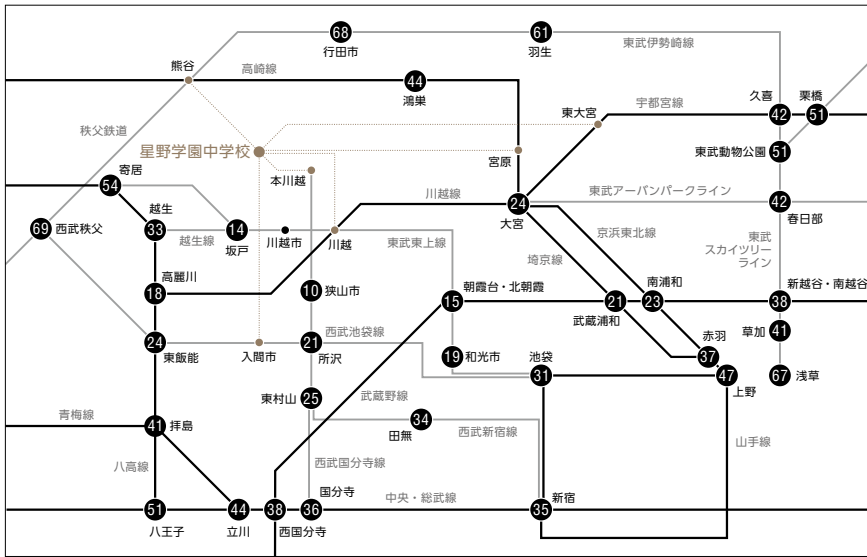 68
行田市
61
羽生
東武伊勢崎線
熊谷
高崎線
44
鴻巣
久喜
栗橋
宇都宮線
42
51
東大宮
秩父鉄道
星野学園中学校
宮原
51
東武動物公園
本川越
寄居
54
川越線
24
大宮
東武アーバンパークライン
42
春日部
越生
33
越生線
14
坂戸
川越市
川越
東武東上線
69
西武秩父
京浜東北線
埼京線
東武
スカイツリー
ライン
高麗川
18
10
狭山市
朝霞台・北朝霞
15
21
武蔵浦和
南浦和
23
38
新越谷・南越谷
24
東飯能
入間市
21
所沢
西武池袋線
赤羽
37
41
草加
19
和光市
池袋
31
47
上野
67
浅草
東村山
25
武蔵野線
34
田無
西武新宿線
青梅線
41
拝島
山手線
八高線
西武国分寺線
51
八王子
44
立川
38
西国分寺
国分寺
36
中央・総武線
新宿
35